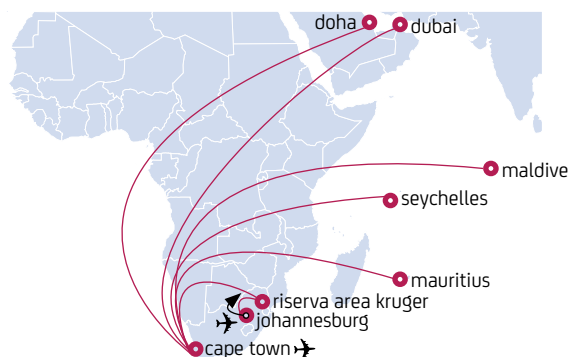 doha
dubai
maldive
seychelles
mauritius
riserva area kruger
johannesburg
cape town